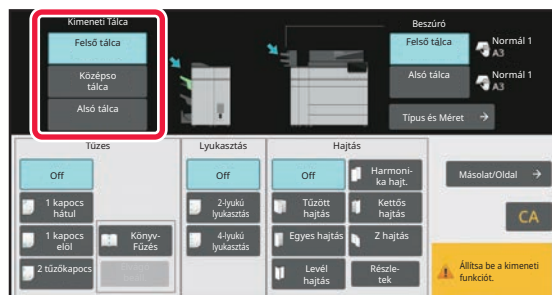 Kimeneti Tálca
Felső tálca
Középso
tálca
Alsó tálca
Beszúró
Felső tálca
Normál 1
A3
Alsó tálca
Normál 1
A3
Típus és Méret
Tűzes
Off
1 kapocs
hátul
1 kapocs
elöl
2 tűzőkapocs
Könyv-
Fűzés
Lyukasztás
Off
2-lyukú
lyukasztás
4-lyukú
lyukasztás
Hajtás
Off
Harmoni-
ka hajt.
Tűzött
hajtás
Kettős
hajtás
Egyes hajtás
Z hajtás
Levél
hajtás
Részle-
tek
Másolat/Oldal
CA
Állítsa be a kimeneti
funkciót.